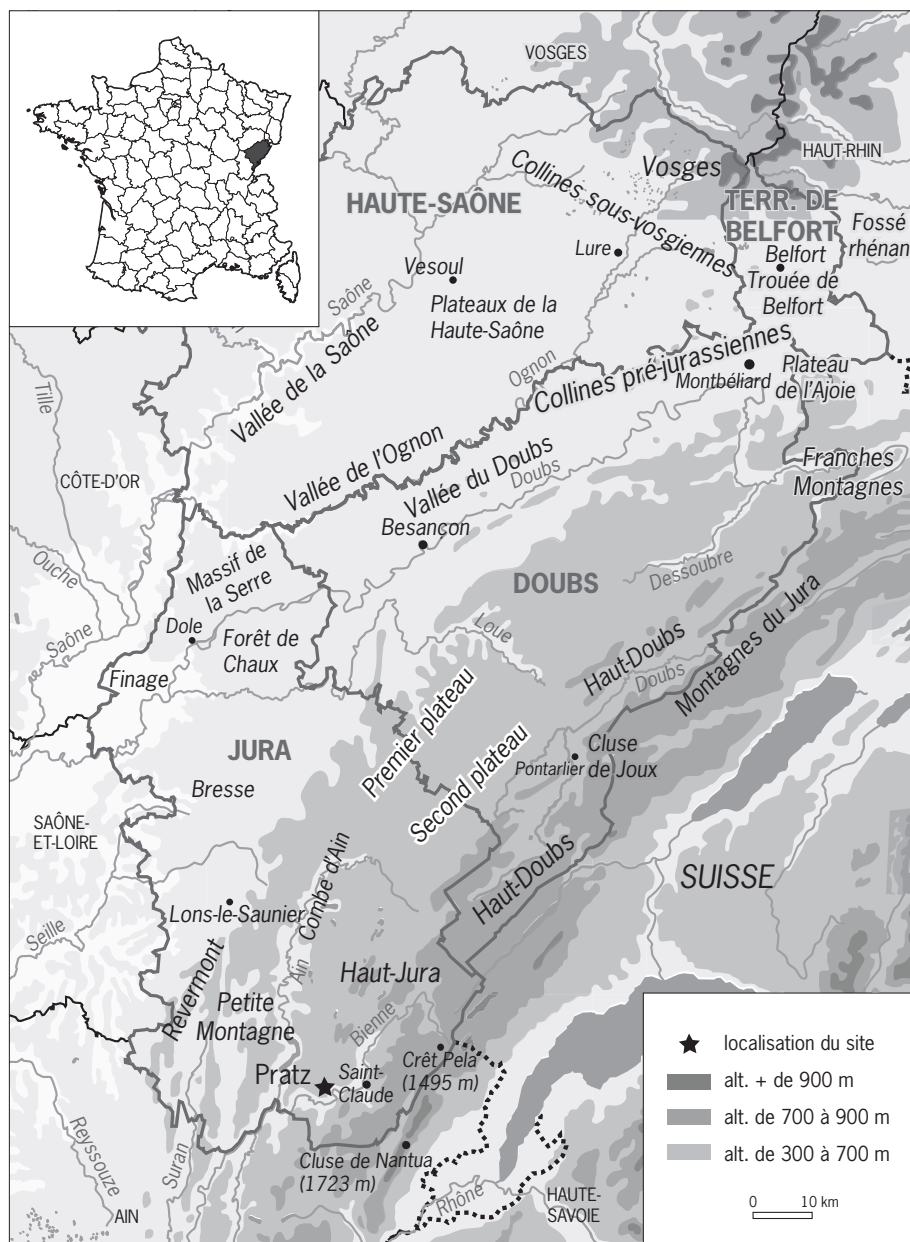 VOSGES
HAUT-RHIN
Vosges
Collines sous-vosgiennes
HAUTE-SAÔNE
TERR. DE
BELFORT
Fossé
rhénan
Lure
Belfort
Trouée de
Belfort
Vesoul
Saône
Plateaux de la
Haute-Saône
Vallée de la Saône
Ognon
Collines pré-jurassiennes
Montbéliard
Plateau
de l'Ajoie
Tille
Vallée de l'Ognon
Vallée du Doubs
Doubs
Franches
Montagnes
CÔTE-D'OR
Besançon
Ouche
Massif de
la Serre
DOUBS
Dessoubre
Saône
Dole
Forêt de
Chaux
Loue
Finage
Haut-Doubs
Doubs
Montagnes du Jura
Premier plateau
Second plateau
JURA
Cluse
de Joux
Pontarlier
Bresse
SAÔNE-
ET-LOIRE
Haut-Doubs
SUISSE
Combe d'Ain
Lons-le-Saunier
Seille
Revermont
Ain
Haut-Jura
Petite
Montagne
Bienne
Pratz
Saint-
Claude
Crêt Pela
(1495 m)
Reyssouze
Suran
Cluse de Nantua
(1723 m)
Rhône
AIN
HAUTE-
SAVOIE
localisation du site
alt. + de 900 m
alt. de 700 à 900 m
alt. de 300 à 700 m
0 10 km